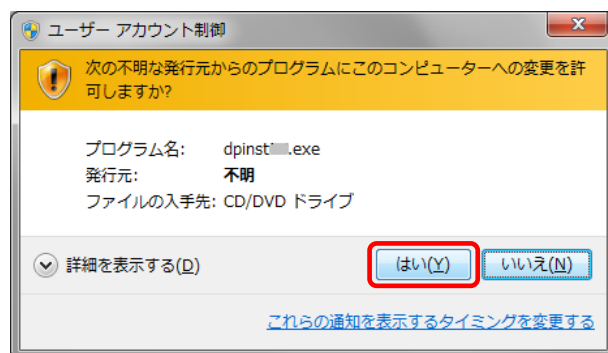 ユーザー アカウント制御
次の不明な発行元からのプログラムにこのコンピューターへの変更を許
可しますか?
プログラム名: dpinst .exe
発行元: 不明
ファイルの入手先: CD/DVD ドライブ
詳細を表示する(D)
はい(Y)
いいえ(N)
これらの通知を表示するタイミングを変更する